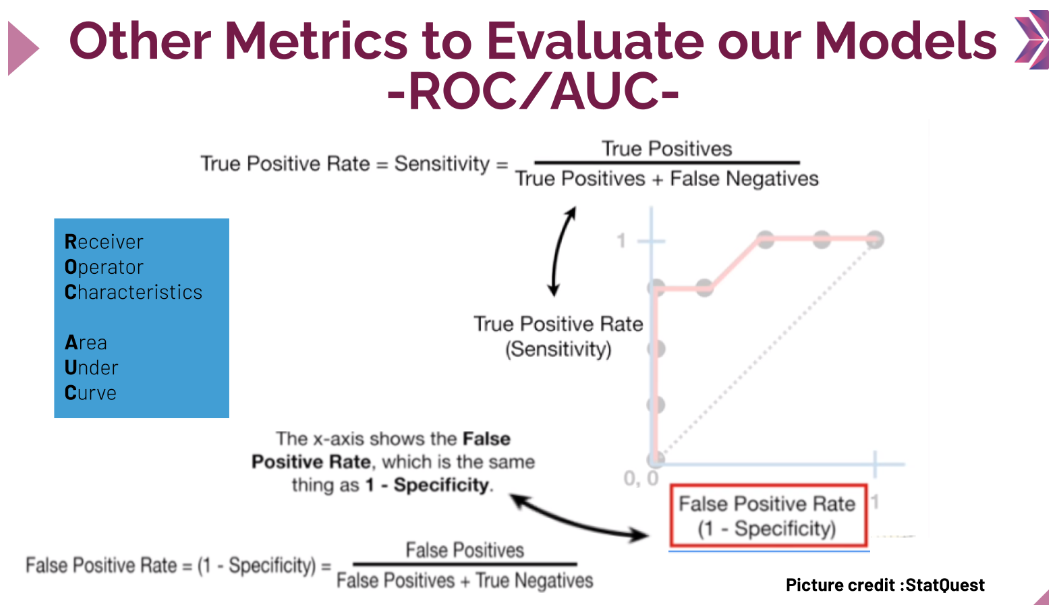 Other Metrics to Evaluate our Models
-ROC/AUC-
True Positive Rate = Sensitivity =
True Positives
True Positives + False Negatives
Receiver
Operator
Characteristics
Area
Under
Curve
1
True Positive Rate
(Sensitivity)
The x-axis shows the False
Positive Rate, which is the same
thing as 1 - Specificity.
0, 0
1
False Positive Rate
(1 - Specificity)
False Positive Rate = (1 - Specificity) =
False Positives
False Positives + True Negatives
Picture credit :StatQuest